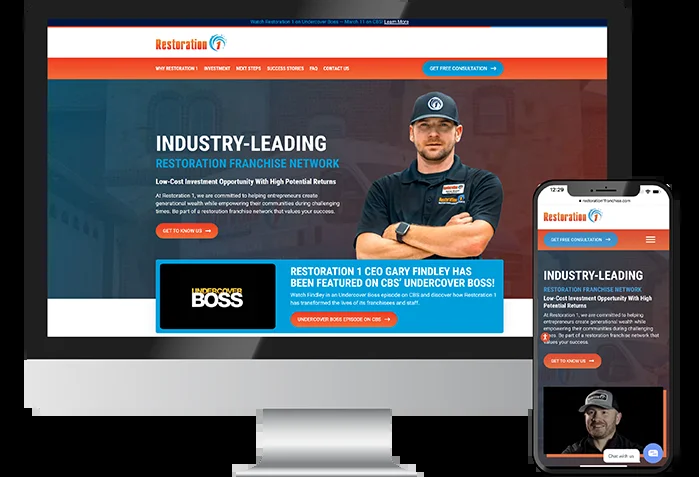 Watch Restoration 1 on Undercover Boss — March 11 on CBS! Learn More
Restoration 1
WHY RESTORATION 1 INVESTMENT NEXT STEPS SUCCESS STORIES FAQ CONTACT US
GET FREE CONSULTATION →
INDUSTRY-LEADING
RESTORATION FRANCHISE NETWORK
Low-Cost Investment Opportunity With High Potential Returns
At Restoration 1, we are committed to helping entrepreneurs create
generational wealth while empowering their communities during challenging
times. Be part of a restoration franchise network that values your success.
GET TO KNOW US →
Restoration
UNDERCOVER
BOSS
RESTORATION 1 CEO GARY FINDLEY HAS
BEEN FEATURED ON CBS' UNDERCOVER BOSS!
Watch Findley in an Undercover Boss episode on CBS and discover how Restoration 1
has transformed the lives of its franchisees and staff.
UNDERCOVER BOSS EPISODE ON CBS →
12:29
restoration1franchise.com
Restoration 1
GET FREE CONSULTATION →
INDUSTRY-LEADING
RESTORATION FRANCHISE NETWORK
Low-Cost Investment Opportunity With High
Potential Returns
At Restoration 1, we are committed to helping
entrepreneurs create generational wealth while
empowering their communities during challenging
times. Be part of a restoration franchise network that
values your success.
GET TO KNOW US →
Chat with us